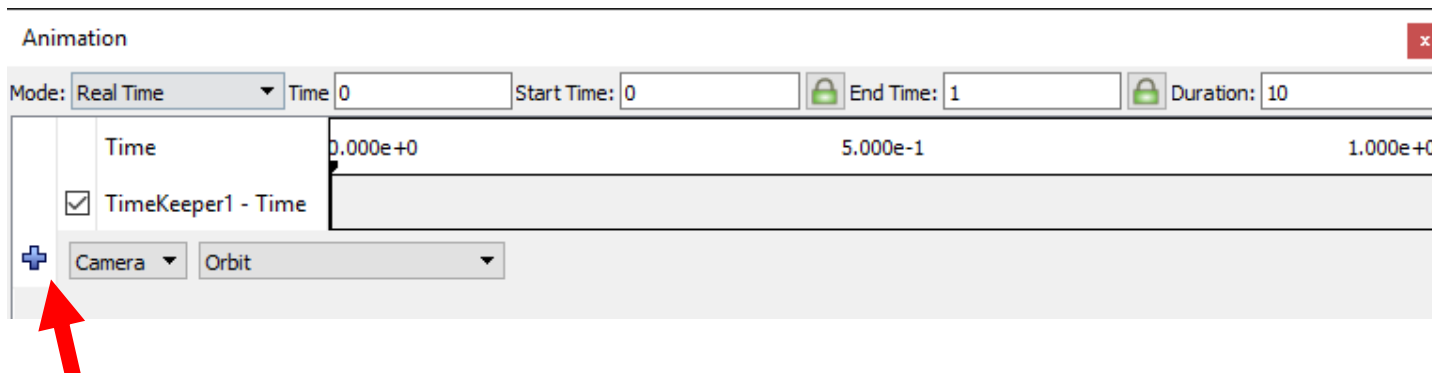 Animation
x
Mode: Real Time Time 0 Start Time: 0 End Time: 1 Duration: 10
Time 0.000e+0 5.000e-1 1.000e+0
TimeKeeper1 - Time
Camera Orbit